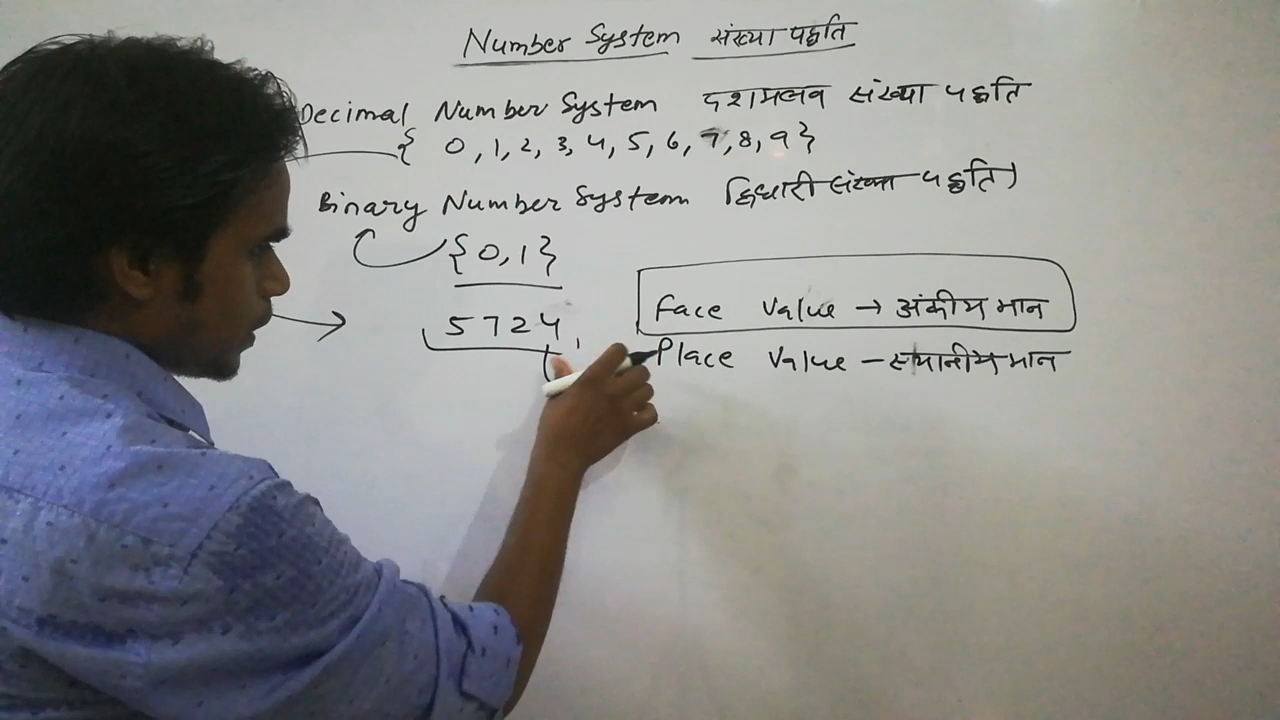 Number System संख्या पद्धति
Decimal Number System दशमलव संख्या पद्धति
{ 0, 1, 2, 3, 4, 5, 6, 7, 8, 9 }
Binary Number System द्विधारी संख्या पद्धति)
{0, 1}
5724,
Face Value → अंकीय मान
Place Value – स्थानीय मान